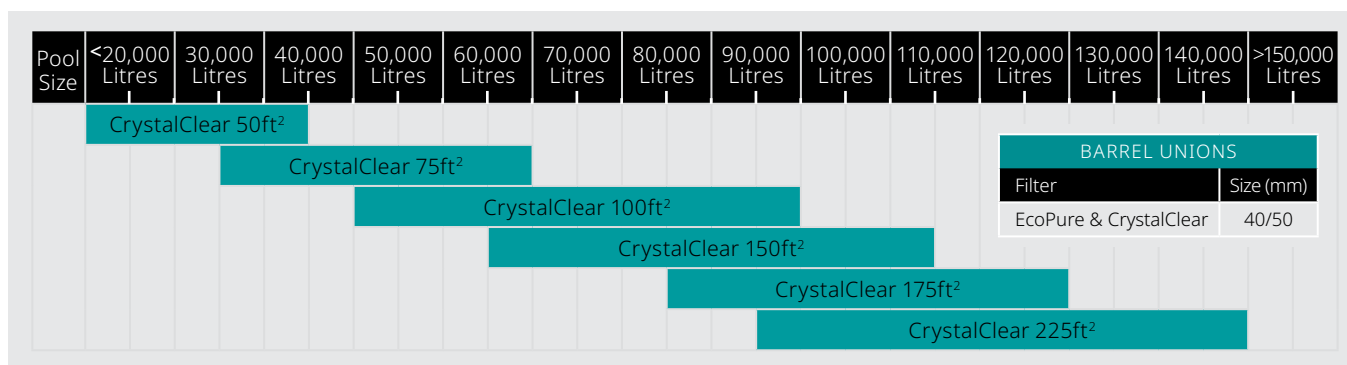 Pool Size <20,000 Litres 30,000 Litres 40,000 Litres 50,000 Litres 60,000 Litres 70,000 Litres 80,000 Litres 90,000 Litres 100,000 Litres 110,000 Litres 120,000 Litres 130,000 Litres 140,000 Litres >150,000 Litres
CrystalClear 50ft²
CrystalClear 75ft²
CrystalClear 100ft²
CrystalClear 150ft²
CrystalClear 175ft²
CrystalClear 225ft²
BARREL UNIONS
Filter Size (mm)
EcoPure & CrystalClear 40/50